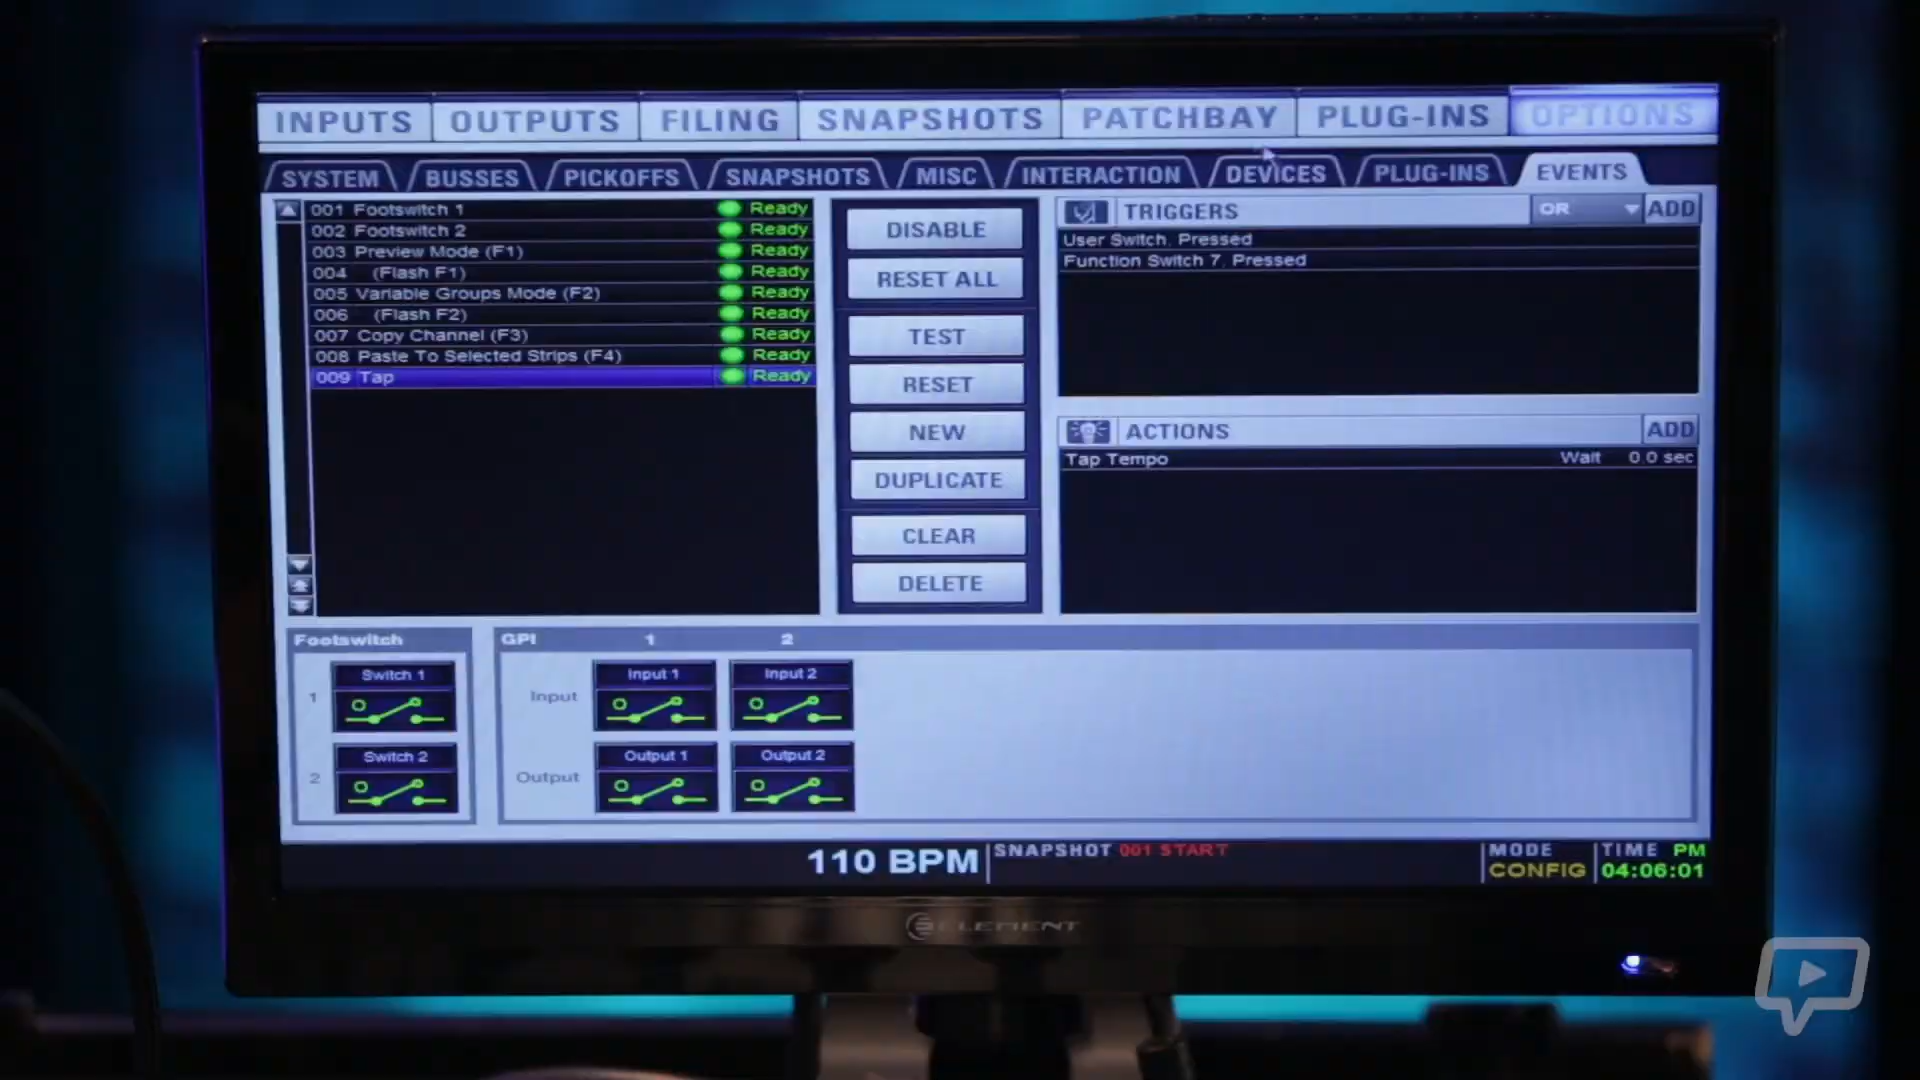 INPUTS OUTPUTS FILING SNAPSHOTS PATCHBAY PLUG-INS OPTIONS
SYSTEM BUSSES PICKOFFS SNAPSHOTS MISC INTERACTION DEVICES PLUG-INS EVENTS
001 Footswitch 1 Ready
002 Footswitch 2 Ready
003 Preview Mode (F1) Ready
004 (Flash F1) Ready
005 Variable Groups Mode (F2) Ready
006 (Flash F2) Ready
007 Copy Channel (F3) Ready
008 Paste To Selected Strips (F4) Ready
009 Tap Ready
DISABLE
RESET ALL
TEST
RESET
NEW
DUPLICATE
CLEAR
DELETE
TRIGGERS OR ADD
User Switch, Pressed
Function Switch 7, Pressed
ACTIONS ADD
Tap Tempo Wait 0.0 sec
Footswitch
1 Switch 1
2 Switch 2
GPI 1 2
Input Input 1 Input 2
Output Output 1 Output 2
110 BPM
SNAPSHOT 001 START
MODE
CONFIG
TIME PM
04:06:01
ELEMENT